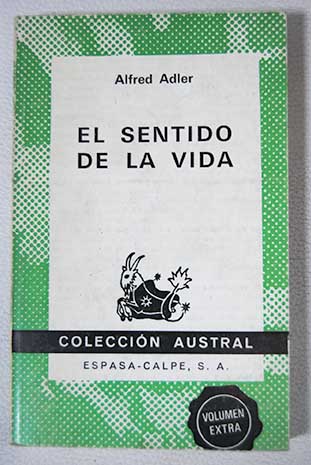 Alfred Adler
EL SENTIDO
DE LA VIDA
COLECCIÓN AUSTRAL
ESPASA-CALPE, S. A.
VOLUMEN
EXTRA